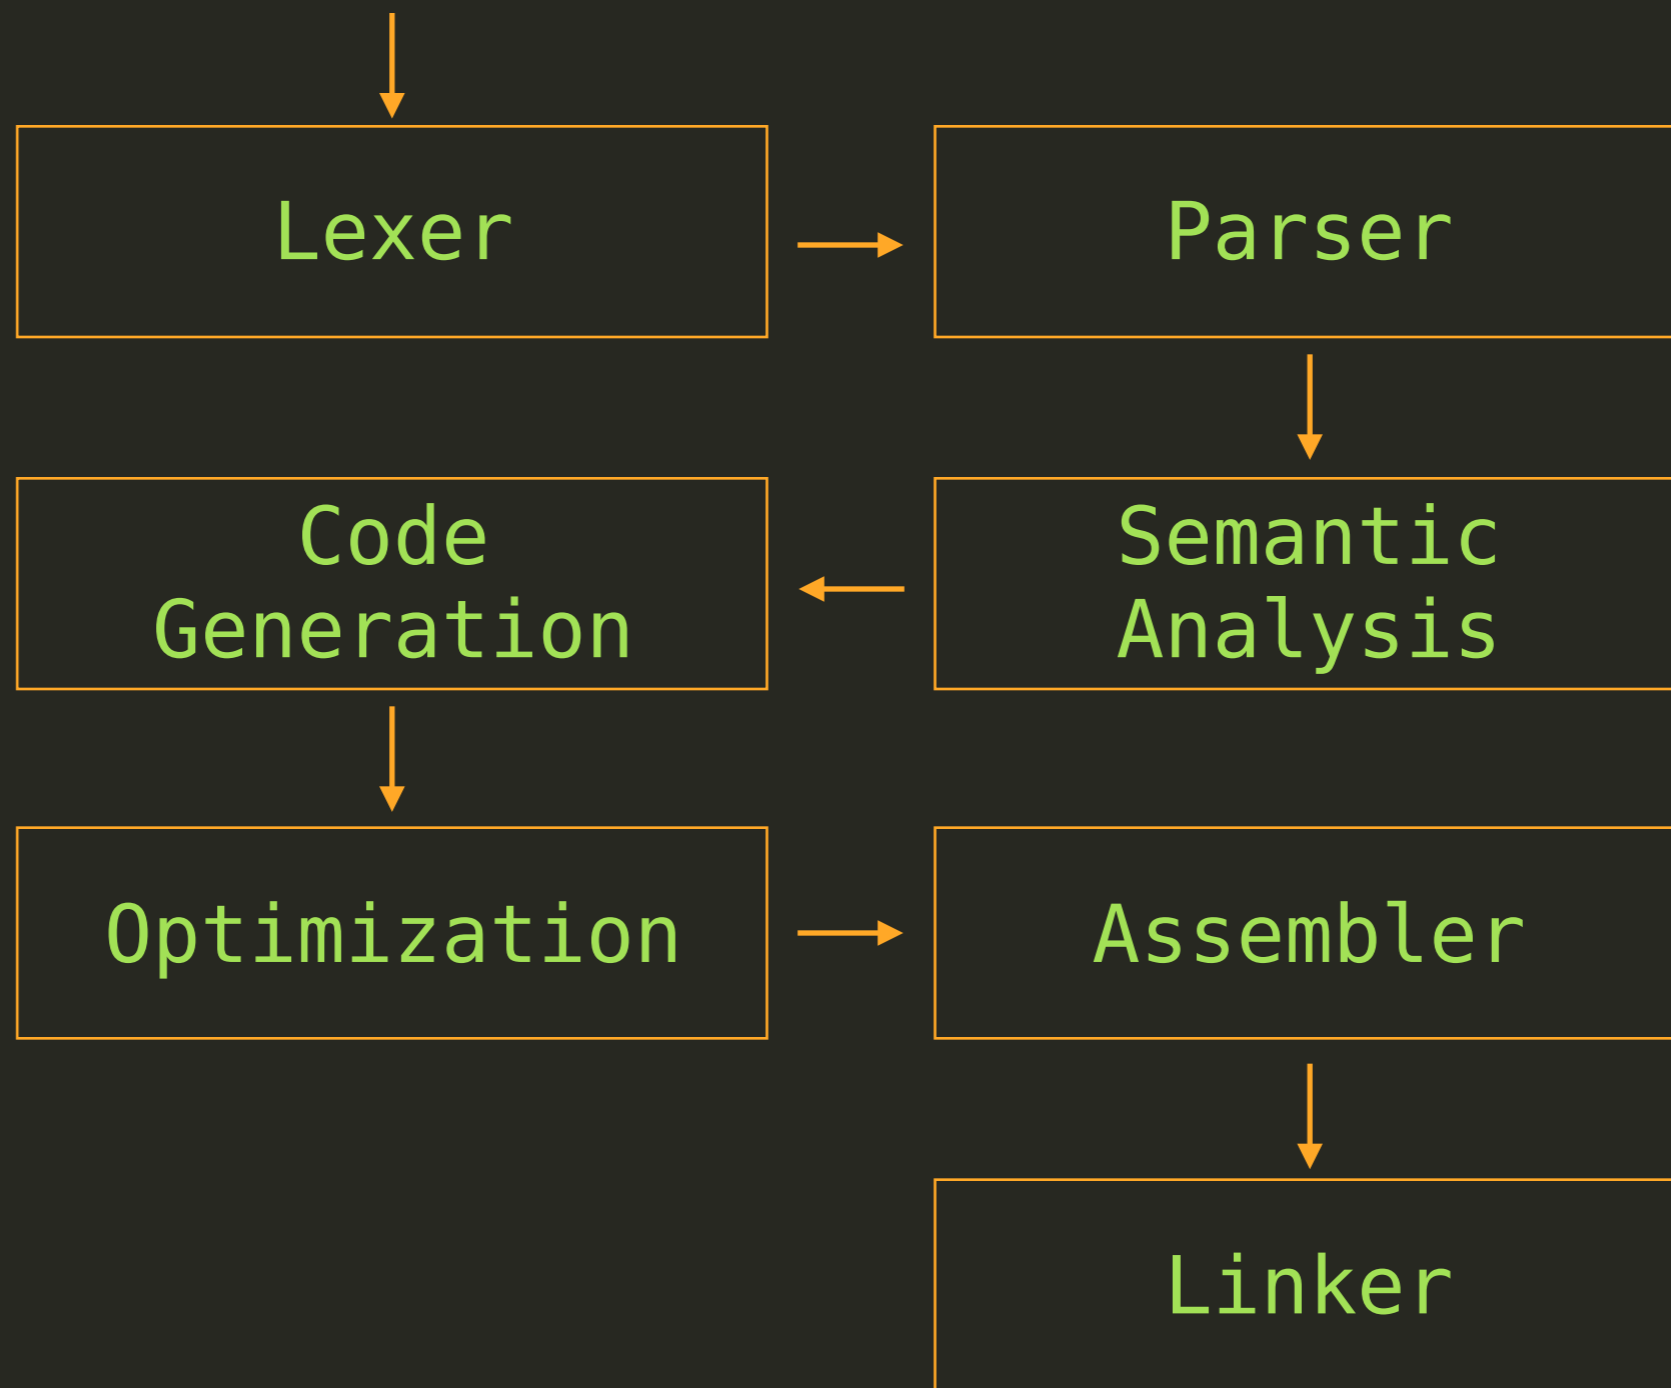 Lexer
Parser
Semantic
Analysis
Code
Generation
Optimization
Assembler
Linker